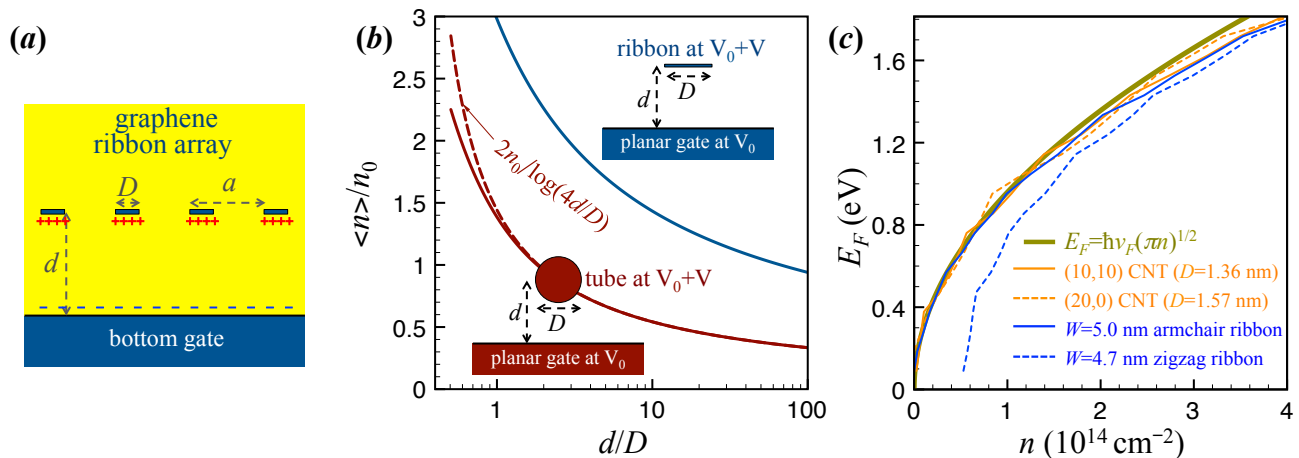 (a)
graphene
ribbon array
D
a
d
bottom gate
(b)
<n>/n₀
3
2.5
2
1.5
1
0.5
0
1
10
100
d/D
ribbon at V₀+V
D
d
planar gate at V₀
2n₀/log(4d/D)
tube at V₀+V
d
D
planar gate at V₀
(c)
E_F (eV)
1.6
1.2
0.8
0.4
0
0
1
2
3
4
n (10¹⁴ cm⁻²)
E_F=ħv_F(πn)^{1/2}
(10,10) CNT (D=1.36 nm)
(20,0) CNT (D=1.57 nm)
W=5.0 nm armchair ribbon
W=4.7 nm zigzag ribbon